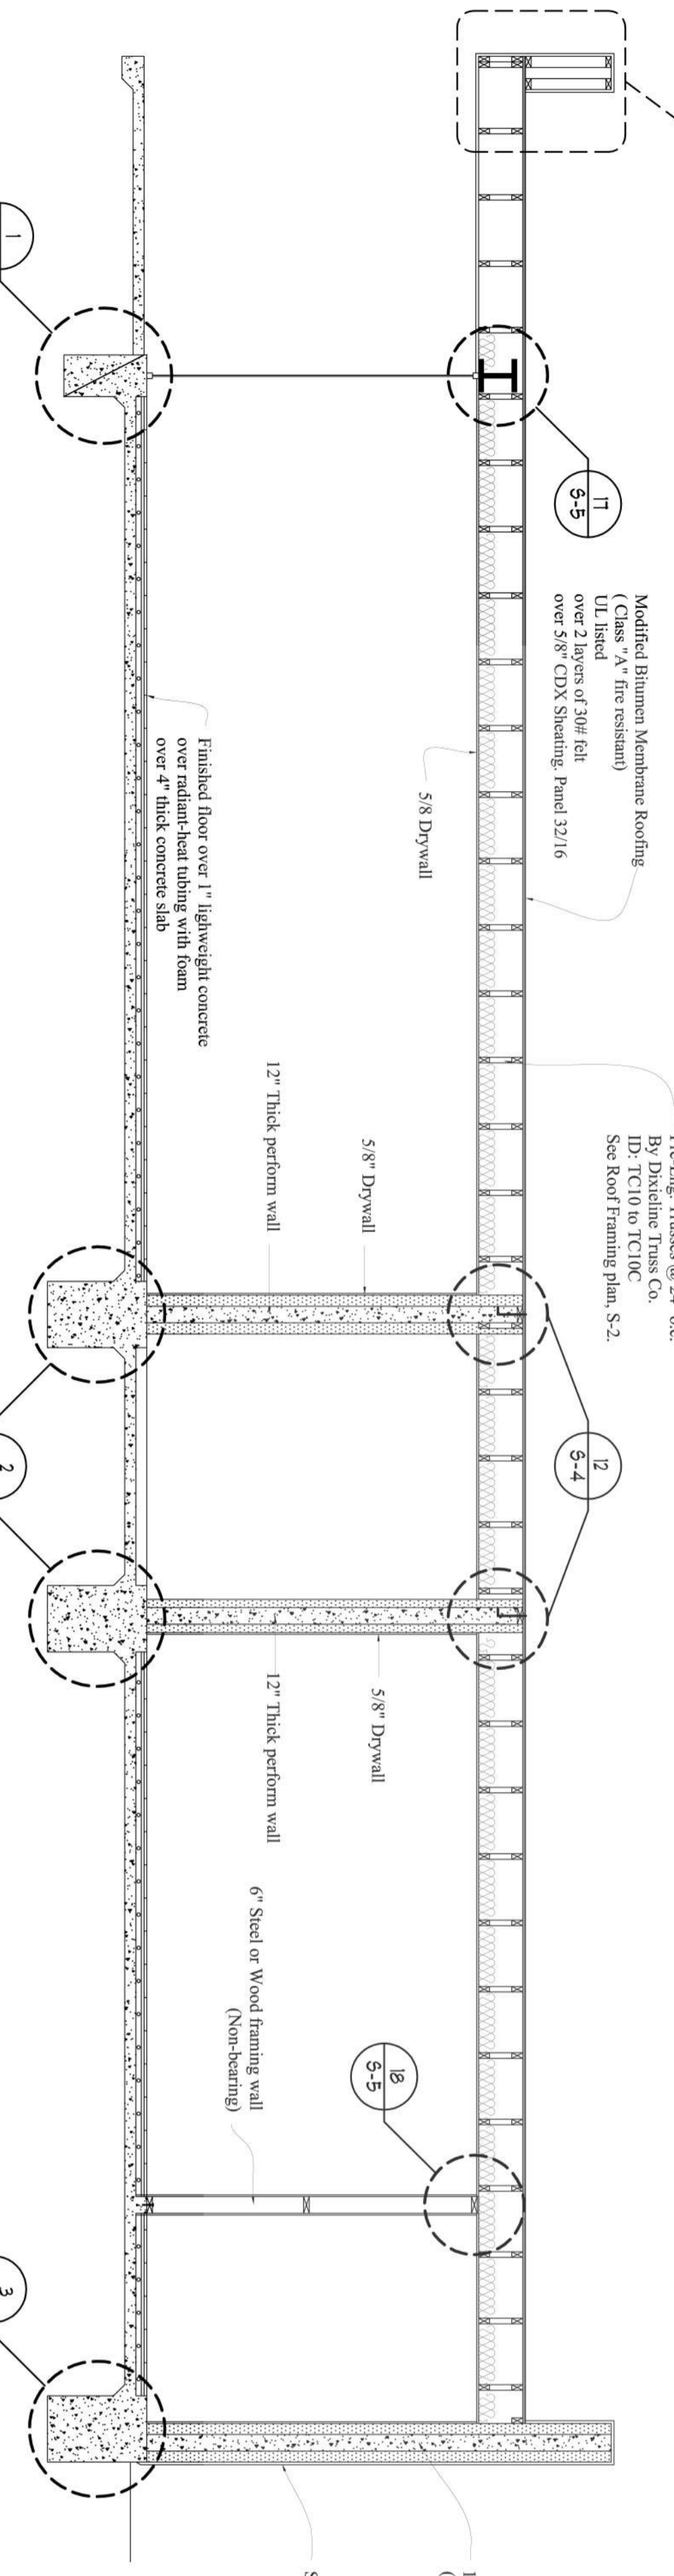 Modified Bitumen Membrane Roofing
( Class "A" fire resistant)
UL listed
over 2 layers of 30# felt
over 5/8" CDX Sheating. Panel 32/16
Trusses @ 24" o.c.
By Dixieline Truss Co.
ID: TC10 to TC10C
See Roof Framing plan, S-2.
17
S-5
12
S-4
5/8 Drywall
18
S-5
5/8" Drywall
5/8" Drywall
12" Thick perform wall
12" Thick perform wall
6" Steel or Wood framing wall
(Non-bearing)
Finished floor over 1" lighweight concrete
over radiant-heat tubing with foam
over 4" thick concrete slab
1
2
3